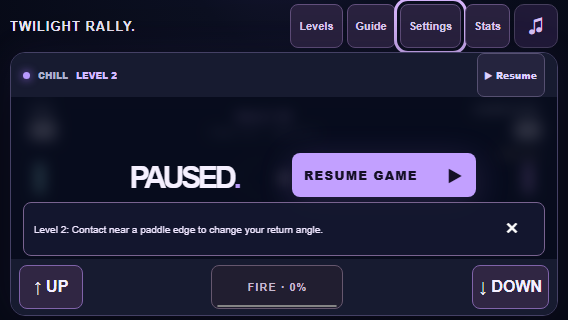 TWILIGHT RALLY.
Levels
Guide
Settings
Stats
CHILL LEVEL 2
Resume
PAUSED.
RESUME GAME
Level 2: Contact near a paddle edge to change your return angle.
↑ UP
FIRE · 0%
↓ DOWN